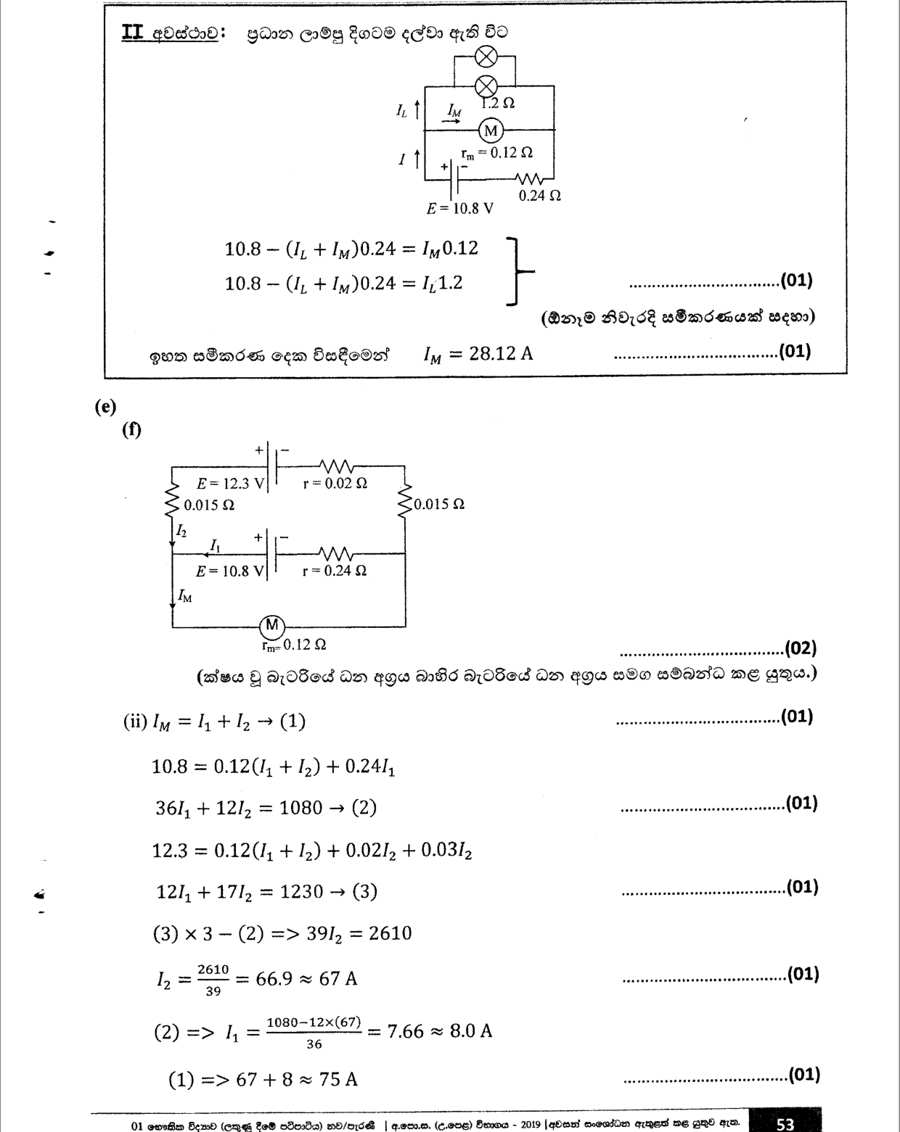 II අවස්ථාව: ප්‍රධාන ලාම්පු දිගටම දල්වා ඇති විට
1.2 Ω
I_L I_M
M
I
r_m = 0.12 Ω
+ −
0.24 Ω
E = 10.8 V
10.8 − (I_L + I_M)0.24 = I_M0.12
10.8 − (I_L + I_M)0.24 = I_L1.2 ................................(01)
(ඕනෑම නිවැරදි සමීකරණයක් සඳහා)
ඉහත සමීකරණ දෙක විසඳීමෙන් I_M = 28.12 A ...................................(01)
(e)
(f)
+ −
E = 12.3 V r = 0.02 Ω
0.015 Ω 0.015 Ω
I_2
I_1 + −
E = 10.8 V r = 0.24 Ω
I_M
M
r_m= 0.12 Ω
...................................(02)
(ක්ෂය වූ බැටරියේ ධන අග්‍රය බාහිර බැටරියේ ධන අග්‍රය සමග සම්බන්ධ කළ යුතුය.)
(ii) I_M = I_1 + I_2 → (1) ...................................(01)
10.8 = 0.12(I_1 + I_2) + 0.24I_1
36I_1 + 12I_2 = 1080 → (2) ...................................(01)
12.3 = 0.12(I_1 + I_2) + 0.02I_2 + 0.03I_2
12I_1 + 17I_2 = 1230 → (3) ...................................(01)
(3) × 3 − (2) => 39I_2 = 2610
I_2 = 2610/39 = 66.9 ≈ 67 A ...................................(01)
(2) => I_1 = 1080−12×(67)/36 = 7.66 ≈ 8.0 A
(1) => 67 + 8 ≈ 75 A ...................................(01)
01 භෞතික විද්‍යාව (ලකුණු දීමේ පටිපාටිය) නව/පැරණි | අ.පො.ස. (උ.පෙළ) විභාගය - 2019 | අවසන් සංශෝධන ඇතුළත් කළ යුතුව ඇත. 53